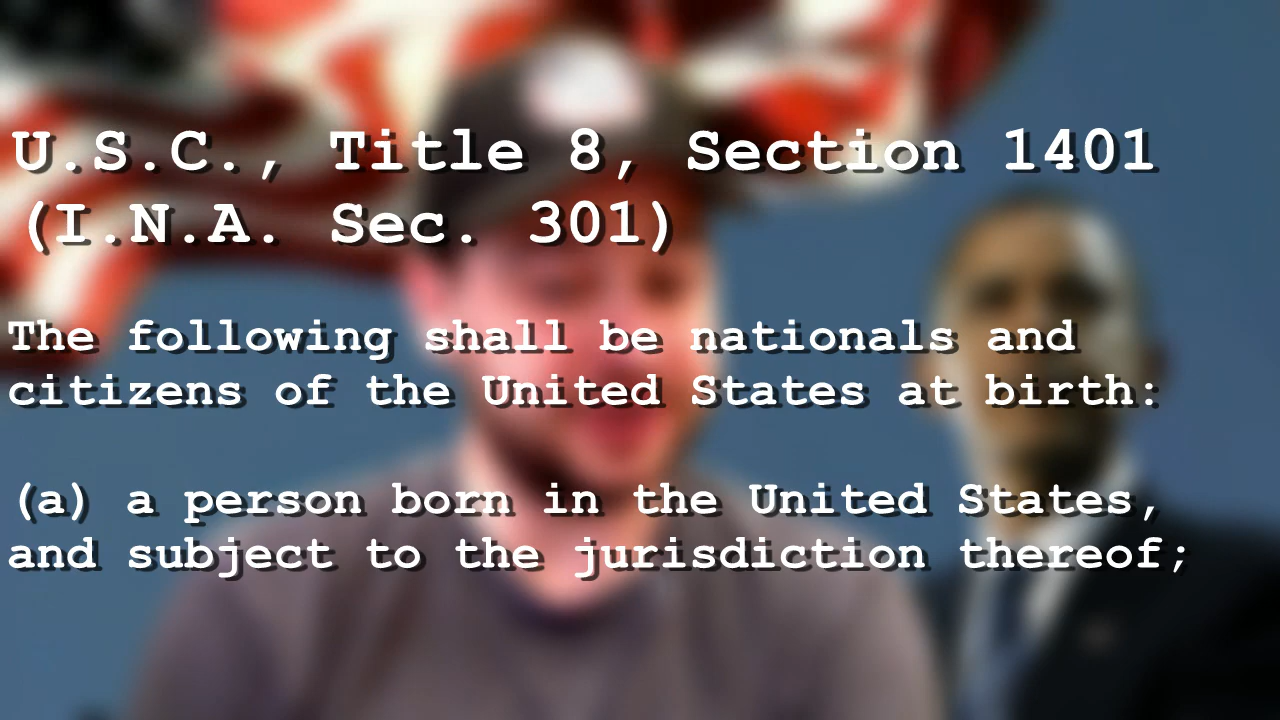 U.S.C., Title 8, Section 1401
(I.N.A. Sec. 301)
The following shall be nationals and
citizens of the United States at birth:
(a) a person born in the United States,
and subject to the jurisdiction thereof;